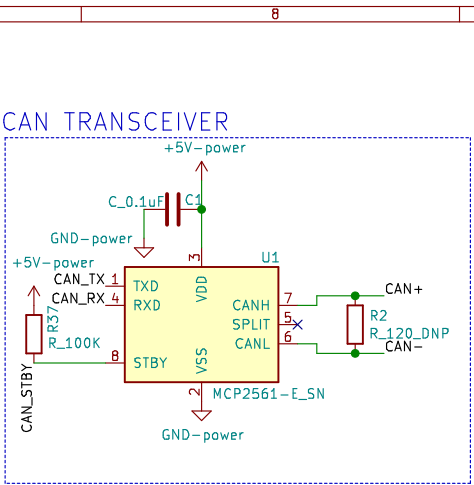 8
CAN TRANSCEIVER
+5V-power
C_0.1uF C1
GND-power
+5V-power
U1
3
CAN_TX 1 TXD
VDD
CAN_RX 4 RXD
CANH 7 CAN+
R37
R_100K
SPLIT 5
R2
R_120_DNP
CANL 6 CAN-
8 STBY
VSS
CAN_STBY
2
MCP2561-E_SN
GND-power